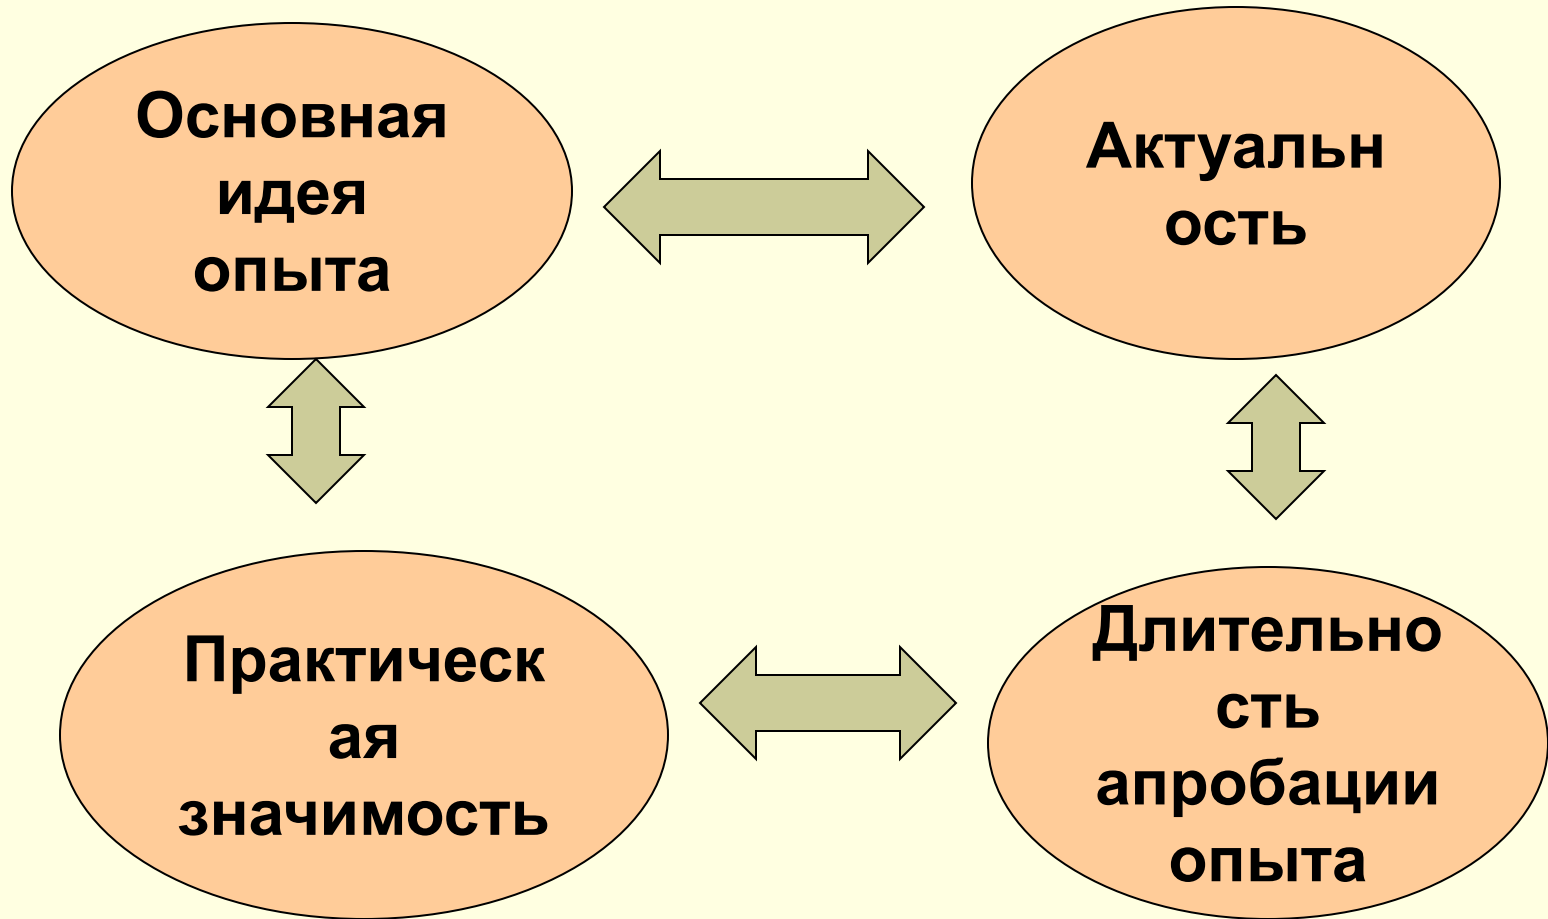 Основная
идея
опыта
Актуальн
ость
Практическ
ая
значимость
Длительно
сть
апробации
опыта